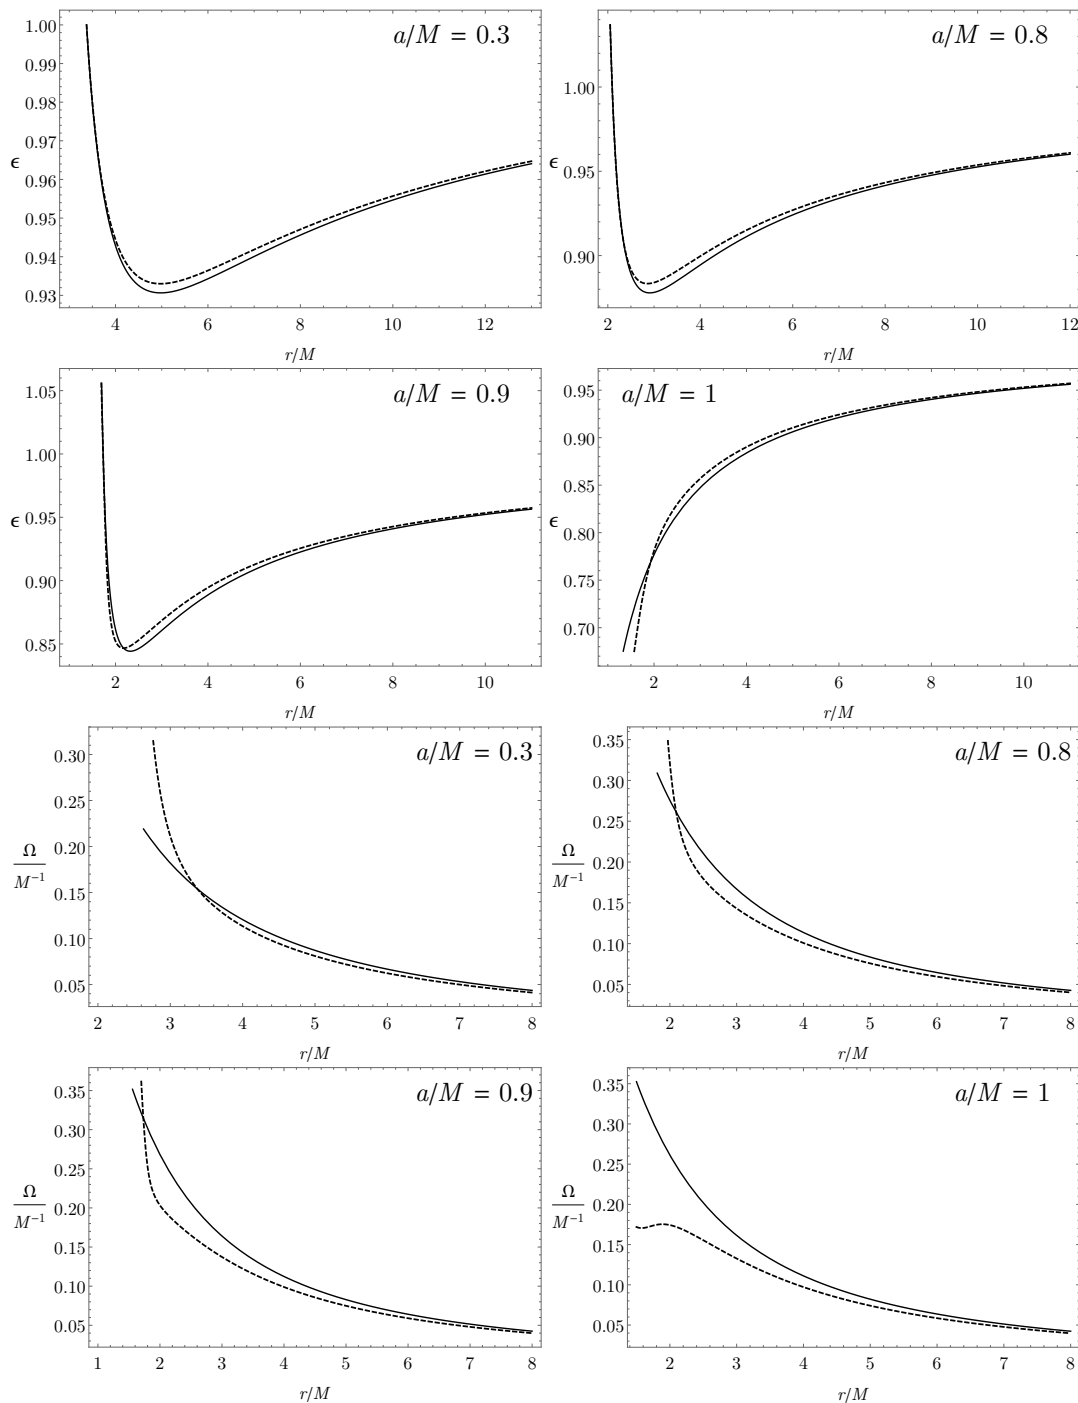 a/M = 0.3
1.00
0.99
0.98
0.97
0.96
0.95
0.94
0.93
ϵ
4 6 8 10 12
r/M
a/M = 0.8
1.00
0.95
0.90
ϵ
2 4 6 8 10 12
r/M
a/M = 0.9
1.05
1.00
0.95
0.90
0.85
ϵ
2 4 6 8 10
r/M
a/M = 1
0.95
0.90
0.85
0.80
0.75
0.70
ϵ
2 4 6 8 10
r/M
a/M = 0.3
0.30
0.25
0.20
0.15
0.10
0.05
Ω
M⁻¹
2 3 4 5 6 7 8
r/M
a/M = 0.8
0.35
0.30
0.25
0.20
0.15
0.10
0.05
Ω
M⁻¹
2 3 4 5 6 7 8
r/M
a/M = 0.9
0.35
0.30
0.25
0.20
0.15
0.10
0.05
Ω
M⁻¹
1 2 3 4 5 6 7 8
r/M
a/M = 1
0.35
0.30
0.25
0.20
0.15
0.10
0.05
Ω
M⁻¹
2 3 4 5 6 7 8
r/M